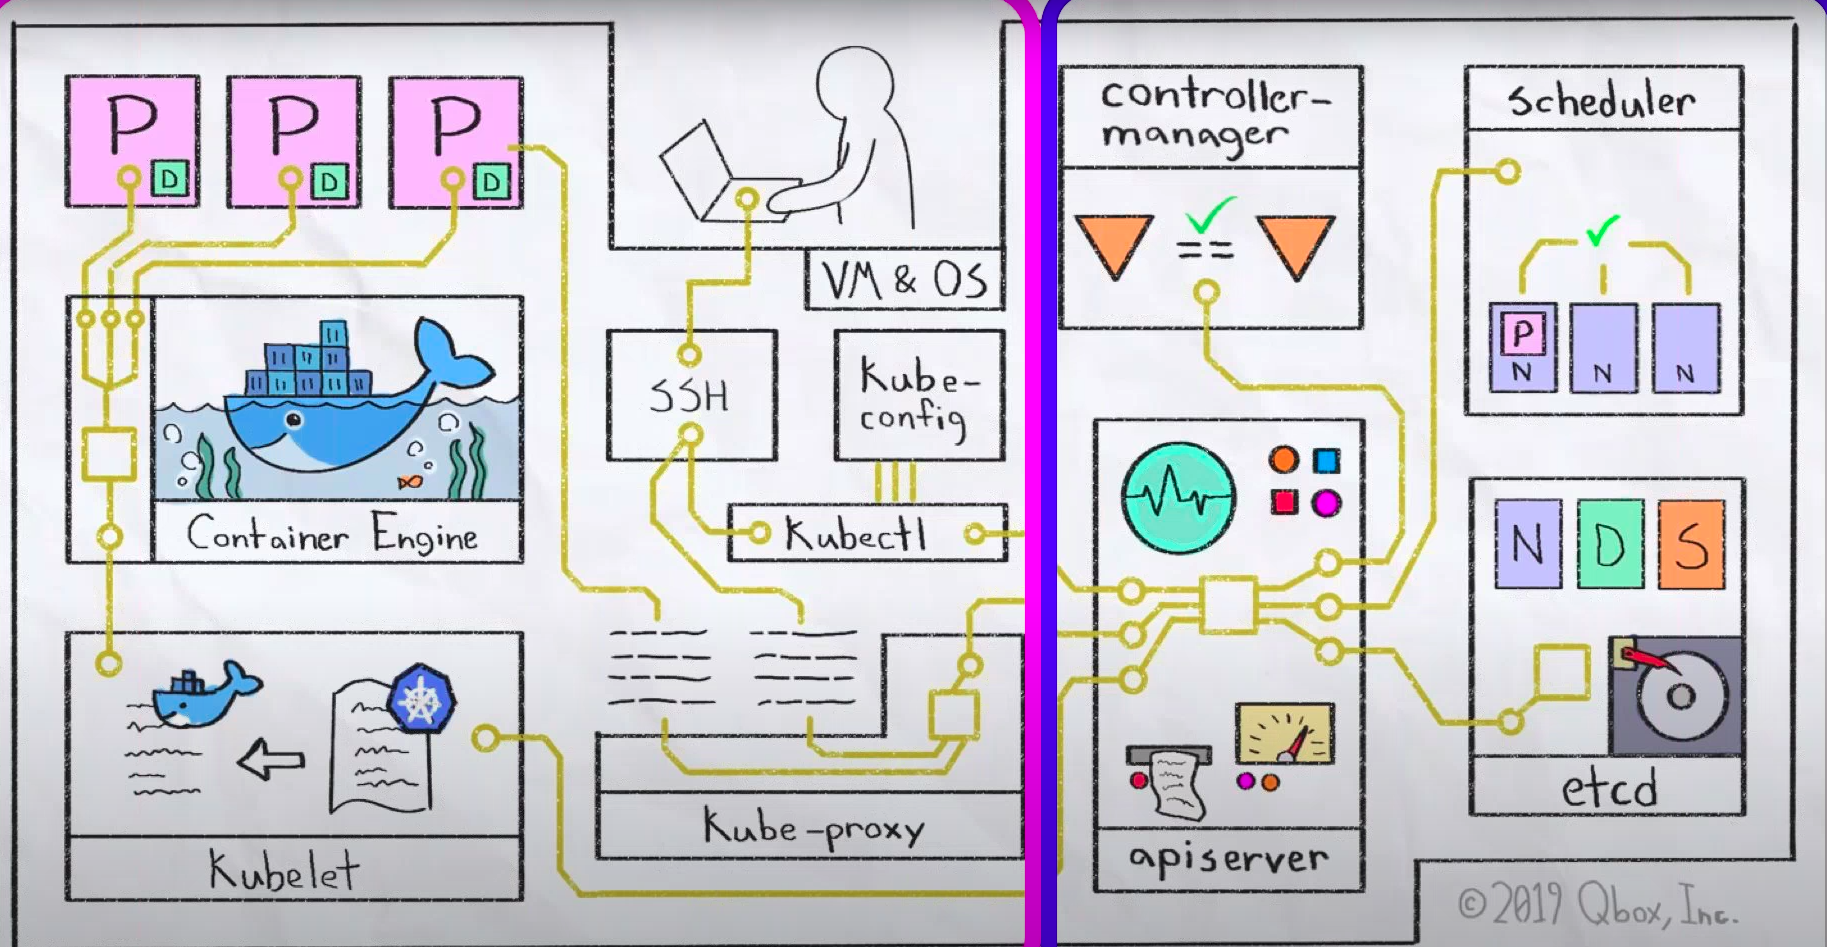 P
D
P
D
P
D
VM & OS
SSH
Kube-
config
Kubectl
Container Engine
Kubelet
Kube-proxy
controller-
manager
==
scheduler
P
N
N
N
N
D
S
etcd
apiserver
©2019 Qbox, Inc.